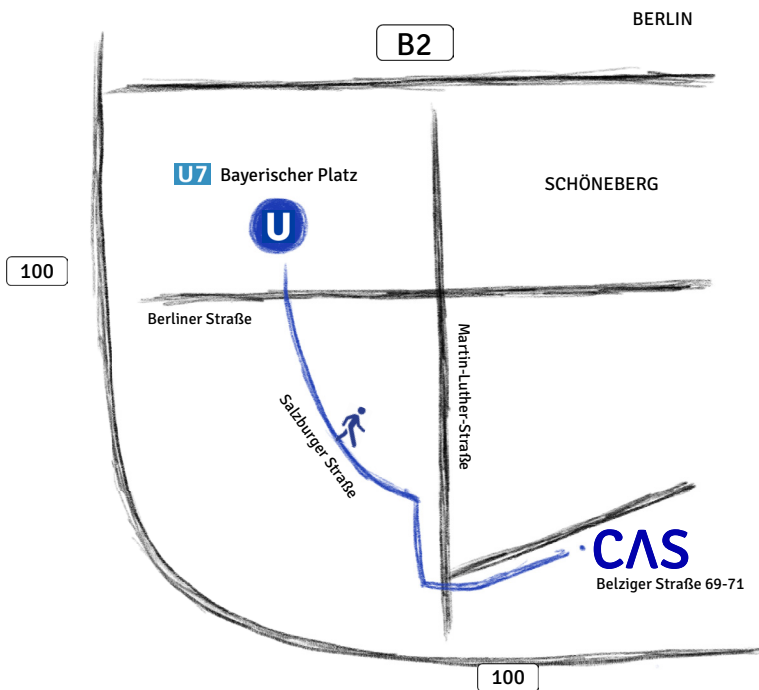 BERLIN
B2
U7 Bayerischer Platz
SCHÖNEBERG
U
100
Berliner Straße
Martin-Luther-Straße
Salzburger Straße
CAS
Belziger Straße 69-71
100